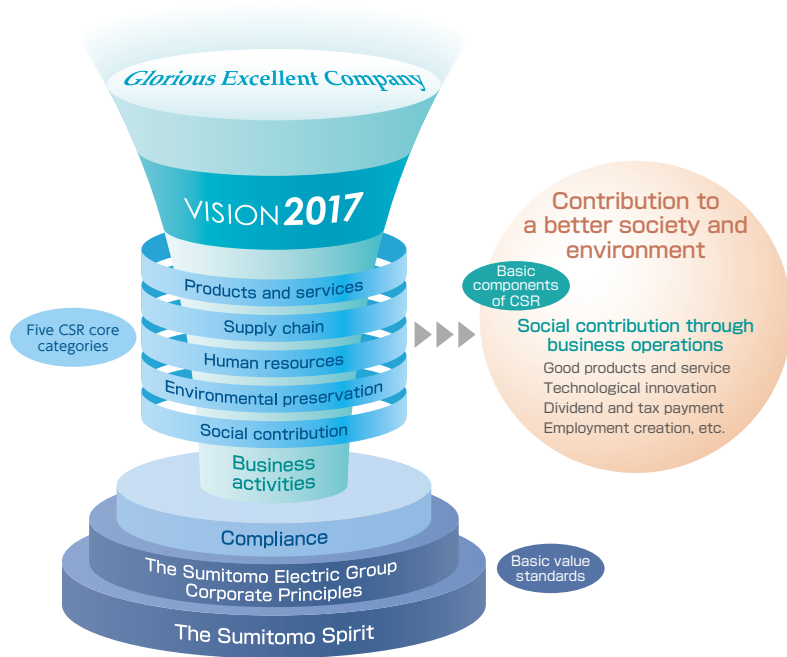 Glorious Excellent Company
VISION 2017
Products and services
Supply chain
Human resources
Environmental preservation
Social contribution
Business
activities
Compliance
The Sumitomo Electric Group
Corporate Principles
The Sumitomo Spirit
Five CSR core
categories
Basic value
standards
Contribution to
a better society and
environment
Basic
components
of CSR
Social contribution through
business operations
Good products and service
Technological innovation
Dividend and tax payment
Employment creation, etc.